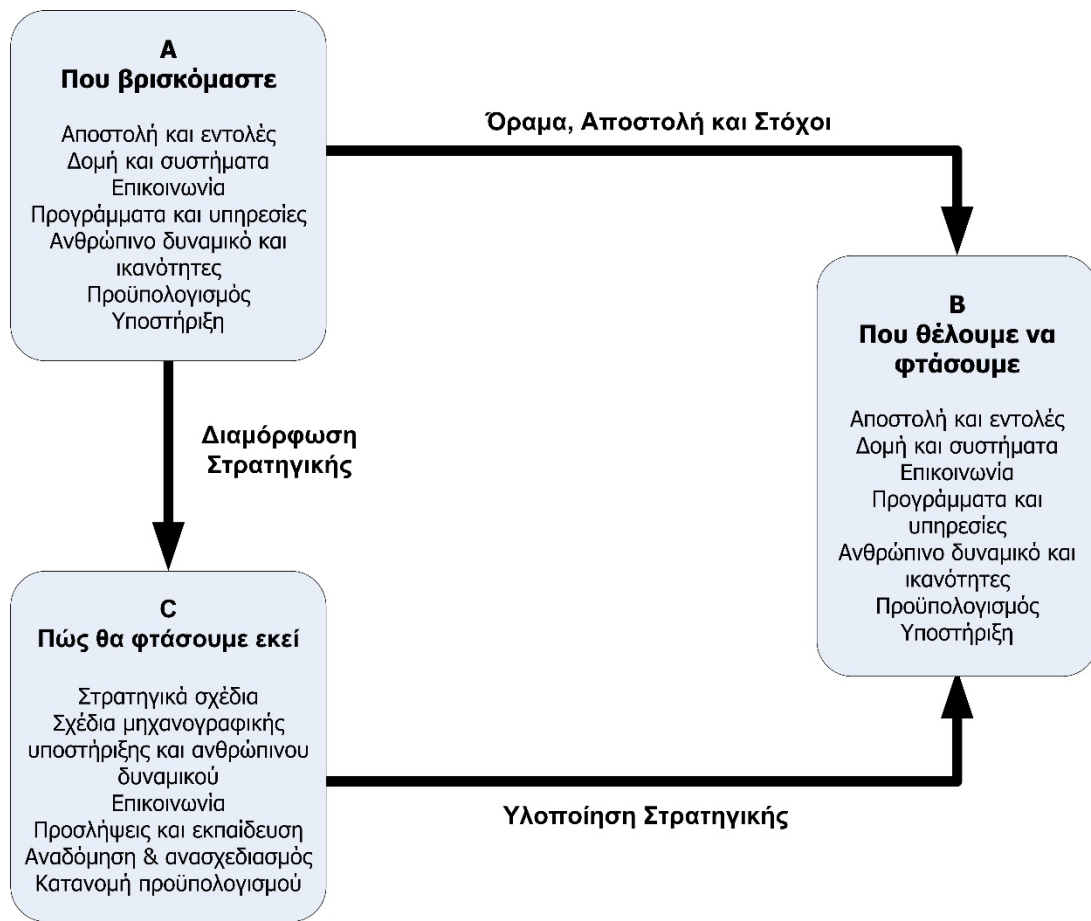 A
Που βρισκόμαστε
Αποστολή και εντολές
Δομή και συστήματα
Επικοινωνία
Προγράμματα και υπηρεσίες
Ανθρώπινο δυναμικό και
ικανότητες
Προϋπολογισμός
Υποστήριξη
Όραμα, Αποστολή και Στόχοι
B
Που θέλουμε να
φτάσουμε
Αποστολή και εντολές
Δομή και συστήματα
Επικοινωνία
Προγράμματα και
υπηρεσίες
Ανθρώπινο δυναμικό και
ικανότητες
Προϋπολογισμός
Υποστήριξη
Διαμόρφωση
Στρατηγικής
C
Πώς θα φτάσουμε εκεί
Στρατηγικά σχέδια
Σχέδια μηχανογραφικής
υποστήριξης και ανθρώπινου
δυναμικού
Επικοινωνία
Προσλήψεις και εκπαίδευση
Αναδόμηση & ανασχεδιασμός
Κατανομή προϋπολογισμού
Υλοποίηση Στρατηγικής